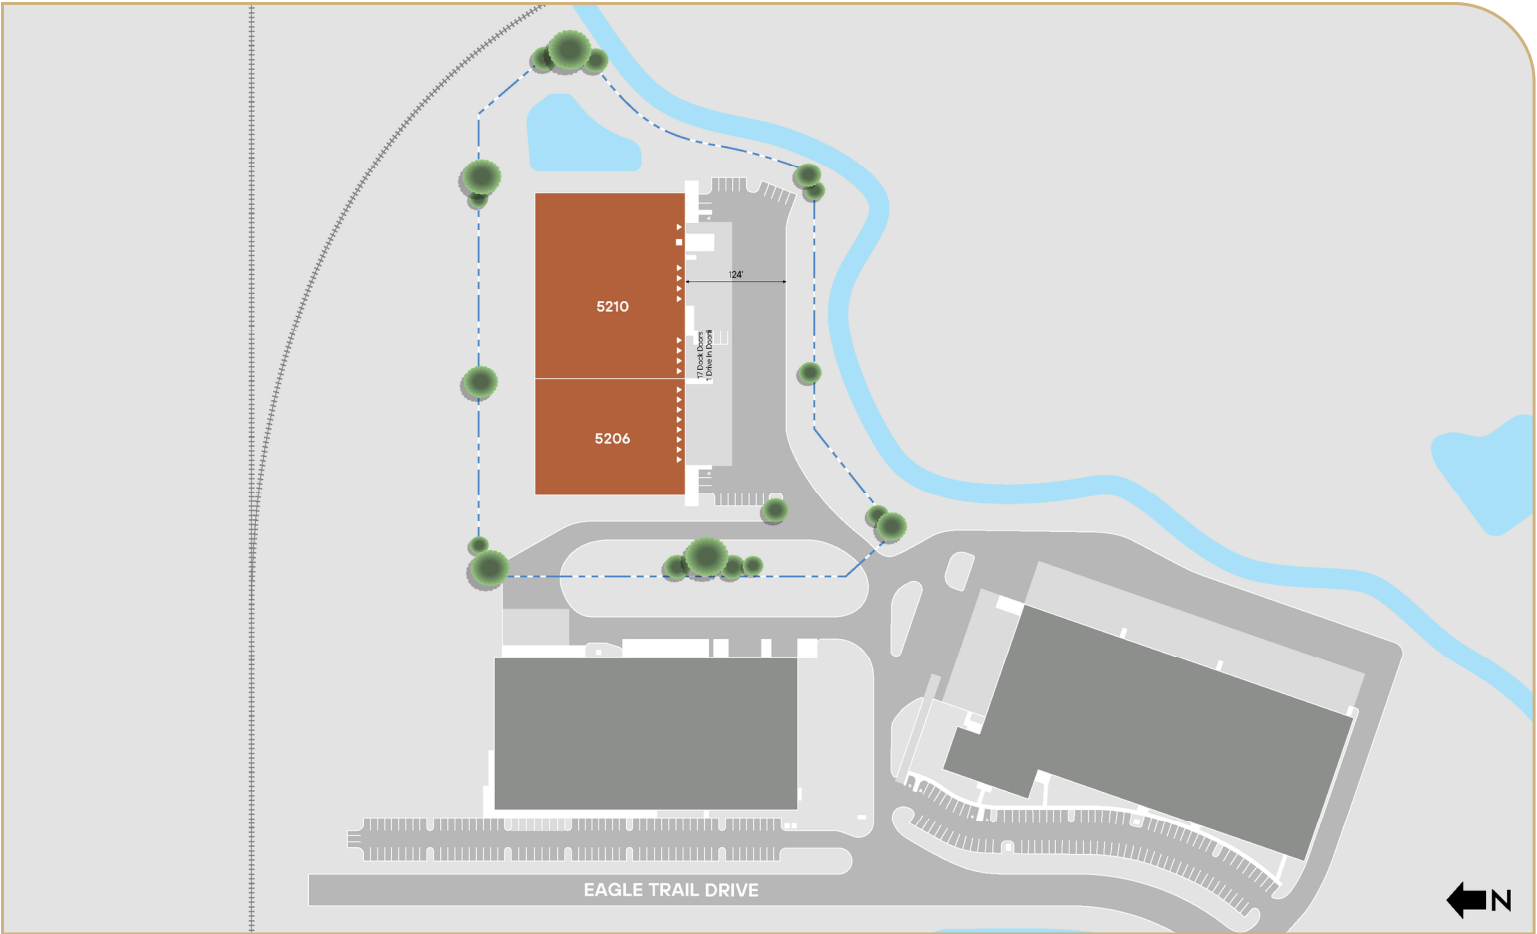 124'
5210
17 Dock Doors
1 Drive In Door
5206
EAGLE TRAIL DRIVE
N